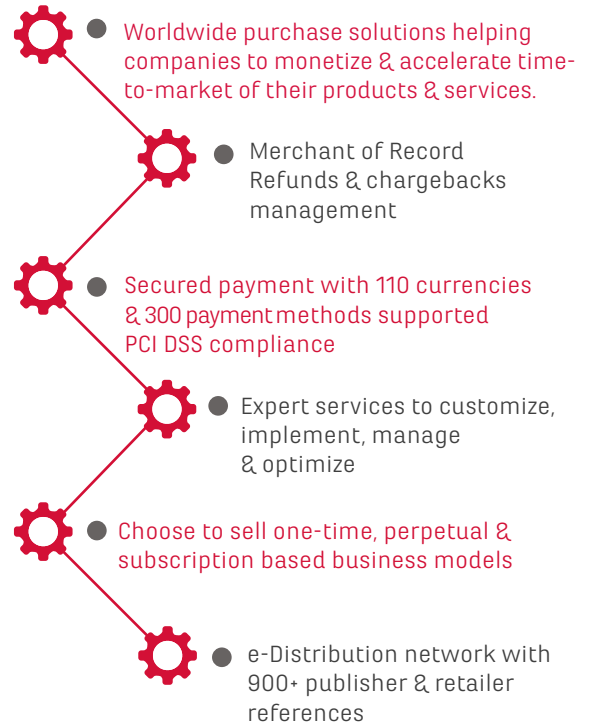 Worldwide purchase solutions helping
companies to monetize & accelerate time-
to-market of their products & services.
Merchant of Record
Refunds & chargebacks
management
Secured payment with 110 currencies
& 300 payment methods supported
PCI DSS compliance
Expert services to customize,
implement, manage
& optimize
Choose to sell one-time, perpetual &
subscription based business models
e-Distribution network with
900+ publisher & retailer
references